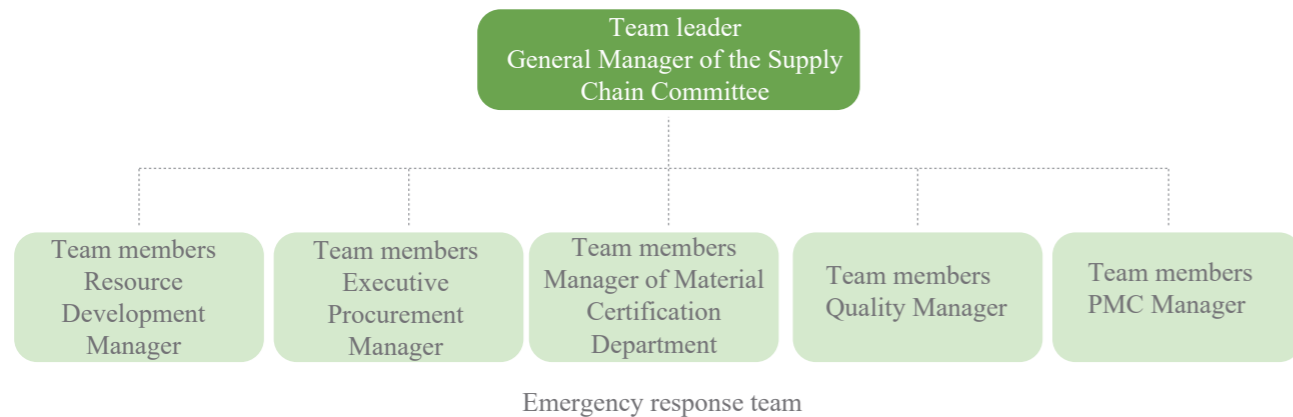 Team leader
General Manager of the Supply
Chain Committee
Team members
Resource
Development
Manager
Team members
Executive
Procurement
Manager
Team members
Manager of Material
Certification
Department
Team members
Quality Manager
Team members
PMC Manager
Emergency response team